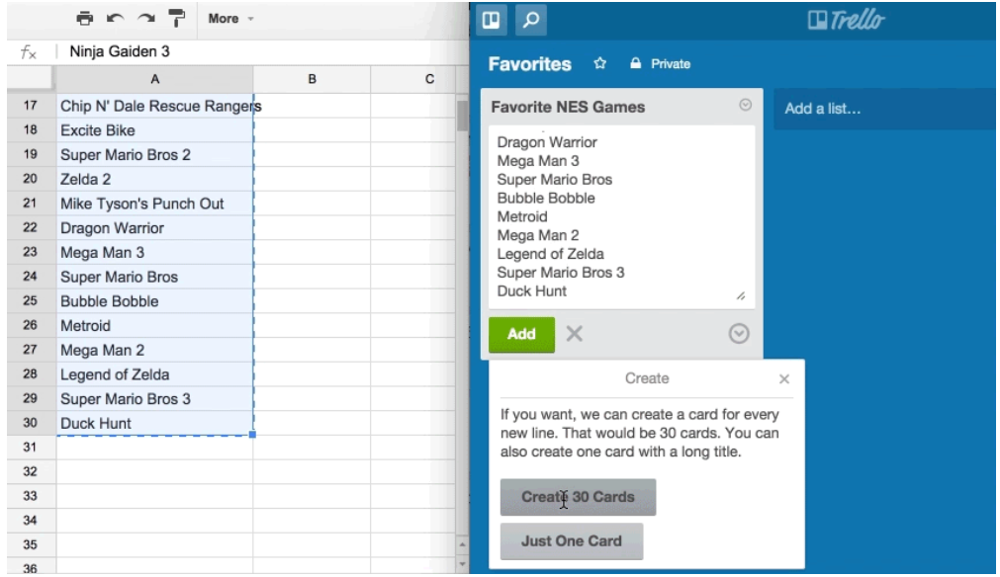 More
fx Ninja Gaiden 3
A B C
17 Chip N' Dale Rescue Rangers
18 Excite Bike
19 Super Mario Bros 2
20 Zelda 2
21 Mike Tyson's Punch Out
22 Dragon Warrior
23 Mega Man 3
24 Super Mario Bros
25 Bubble Bobble
26 Metroid
27 Mega Man 2
28 Legend of Zelda
29 Super Mario Bros 3
30 Duck Hunt
31
32
33
34
35
36
Trello
Favorites Private
Favorite NES Games
Add a list...
Dragon Warrior
Mega Man 3
Super Mario Bros
Bubble Bobble
Metroid
Mega Man 2
Legend of Zelda
Super Mario Bros 3
Duck Hunt
Add
Create
If you want, we can create a card for every
new line. That would be 30 cards. You can
also create one card with a long title.
Create 30 Cards
Just One Card